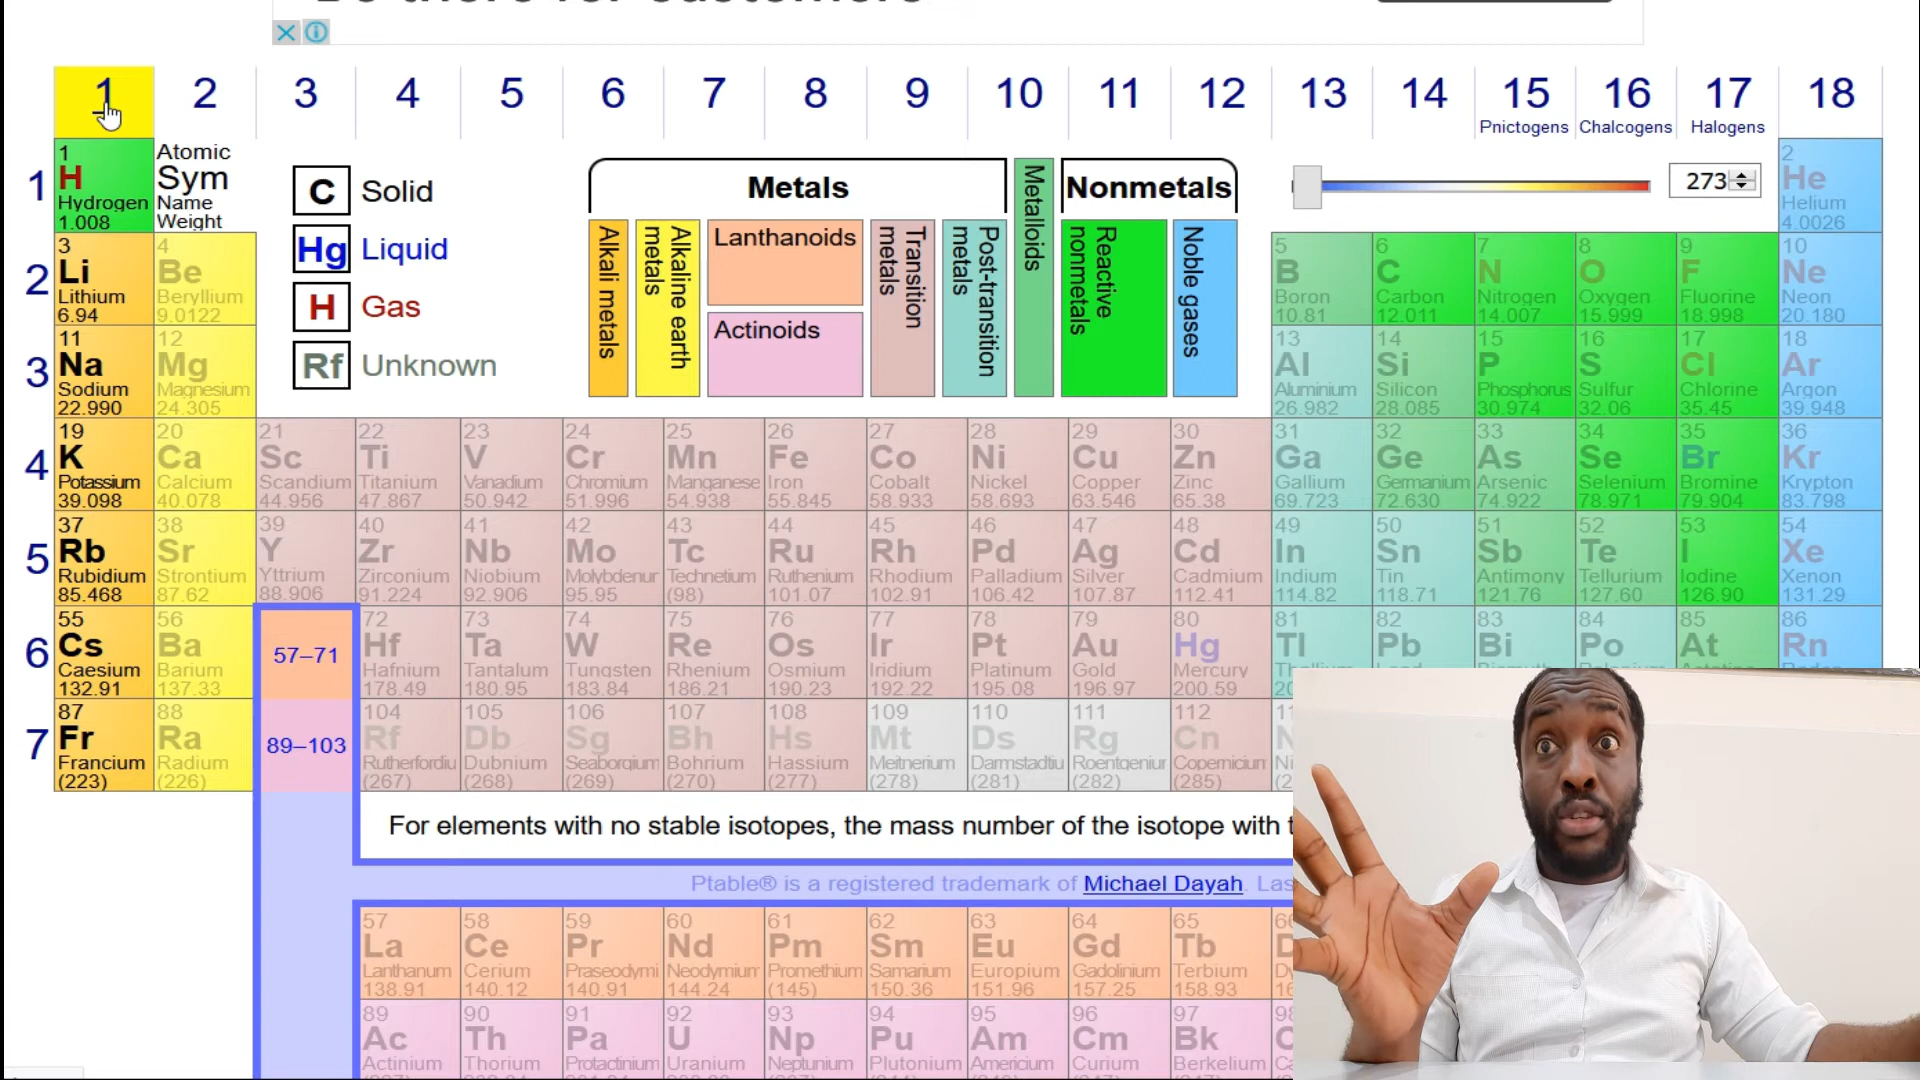 1 2 3 4 5 6 7 8 9 10 11 12 13 14 15 16 17 18
Pnictogens Chalcogens Halogens
1
1
H
Hydrogen
1.008
Atomic
Sym
Name
Weight
C Solid
Hg Liquid
H Gas
Rf Unknown
Metals
Metalloids
Nonmetals
Alkali metals
Alkaline earth metals
Lanthanoids
Actinoids
Transition metals
Post-transition metals
Reactive nonmetals
Noble gases
273
2
He
Helium
4.0026
2
3 4 5 6 7 8 9 10
Li Be B C N O F Ne
Lithium Beryllium Boron Carbon Nitrogen Oxygen Fluorine Neon
6.94 9.0122 10.81 12.011 14.007 15.999 18.998 20.180
3
11 12 13 14 15 16 17 18
Na Mg Al Si P S Cl Ar
Sodium Magnesium Aluminium Silicon Phosphorus Sulfur Chlorine Argon
22.990 24.305 26.982 28.085 30.974 32.06 35.45 39.948
4
19 20 21 22 23 24 25 26 27 28 29 30 31 32 33 34 35 36
K Ca Sc Ti V Cr Mn Fe Co Ni Cu Zn Ga Ge As Se Br Kr
Potassium Calcium Scandium Titanium Vanadium Chromium Manganese Iron Cobalt Nickel Copper Zinc Gallium Germanium Arsenic Selenium Bromine Krypton
39.098 40.078 44.956 47.867 50.942 51.996 54.938 55.845 58.933 58.693 63.546 65.38 69.723 72.630 74.922 78.971 79.904 83.798
5
37 38 39 40 41 42 43 44 45 46 47 48 49 50 51 52 53 54
Rb Sr Y Zr Nb Mo Tc Ru Rh Pd Ag Cd In Sn Sb Te I Xe
Rubidium Strontium Yttrium Zirconium Niobium Molybdenur Technetium Ruthenium Rhodium Palladium Silver Cadmium Indium Tin Antimony Tellurium Iodine Xenon
85.468 87.62 88.906 91.224 92.906 95.95 (98) 101.07 102.91 106.42 107.87 112.41 114.82 118.71 121.76 127.60 126.90 131.29
6
55 56 72 73 74 75 76 77 78 79 80 81 82 83 84 85 86
Cs Ba 57–71 Hf Ta W Re Os Ir Pt Au Hg Tl Pb Bi Po At Rn
Caesium Barium Hafnium Tantalum Tungsten Rhenium Osmium Iridium Platinum Gold Mercury
132.91 137.33 178.49 180.95 183.84 186.21 190.23 192.22 195.08 196.97 200.59
7
87 88 104 105 106 107 108 109 110 111 112
Fr Ra 89–103 Rf Db Sg Bh Hs Mt Ds Rg Cn
Francium Radium Rutherfordiu Dubnium Seaborgium Bohrium Hassium Meitnerium Darmstadtiu Roentgeniur Copernicium
(223) (226) (267) (268) (269) (270) (277) (278) (281) (282) (285)
For elements with no stable isotopes, the mass number of the isotope with
Ptable® is a registered trademark of Michael Dayah. Las
57 58 59 60 61 62 63 64 65
La Ce Pr Nd Pm Sm Eu Gd Tb
Lanthanum Cerium Praseodymi Neodymium Promethium Samarium Europium Gadolinium Terbium
138.91 140.12 140.91 144.24 (145) 150.36 151.96 157.25 158.93
89 90 91 92 93 94 95 96 97
Ac Th Pa U Np Pu Am Cm Bk
Actinium Thorium Protactinium Uranium Neptunium Plutonium Americium Curium Berkelium